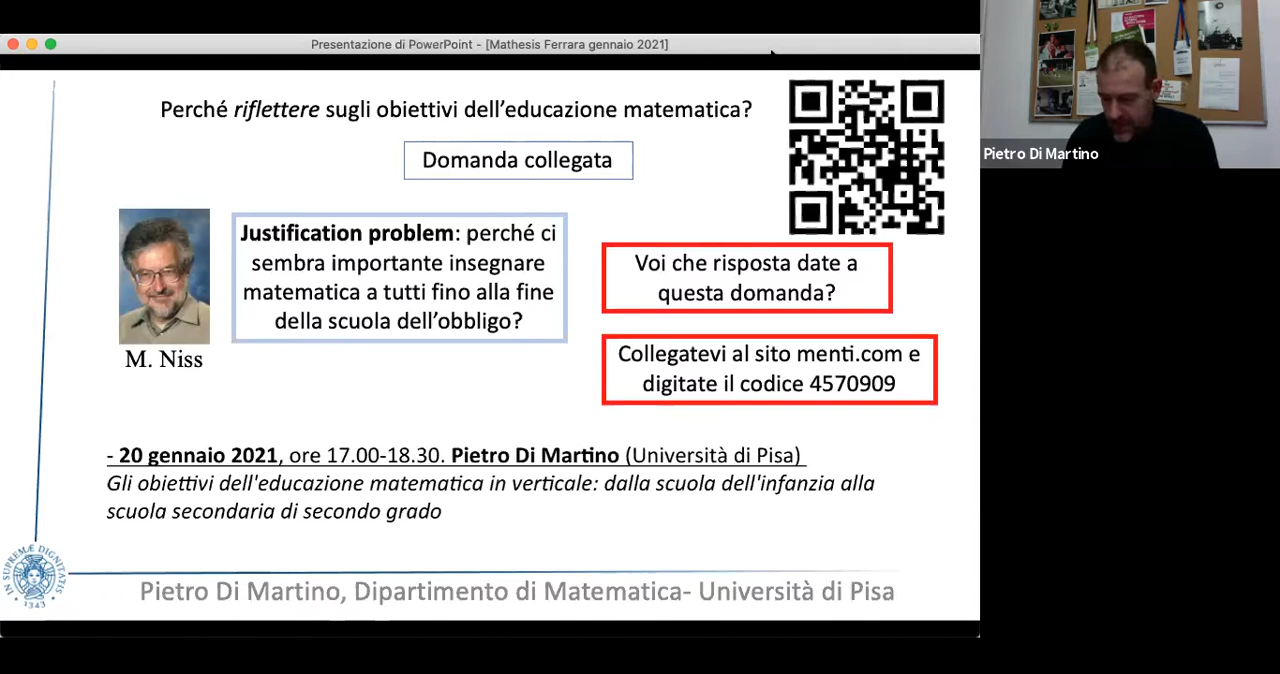 Presentazione di PowerPoint - [Mathesis Ferrara gennaio 2021]
Perché riflettere sugli obiettivi dell’educazione matematica?
Domanda collegata
Justification problem: perché ci
sembra importante insegnare
matematica a tutti fino alla fine
della scuola dell’obbligo?
M. Niss
Voi che risposta date a
questa domanda?
Collegatevi al sito menti.com e
digitate il codice 4570909
- 20 gennaio 2021, ore 17.00-18.30. Pietro Di Martino (Università di Pisa)
Gli obiettivi dell'educazione matematica in verticale: dalla scuola dell'infanzia alla
scuola secondaria di secondo grado
IN SUPREMÆ DIGNITATIS
1343
Pietro Di Martino, Dipartimento di Matematica- Università di Pisa
Pietro Di Martino